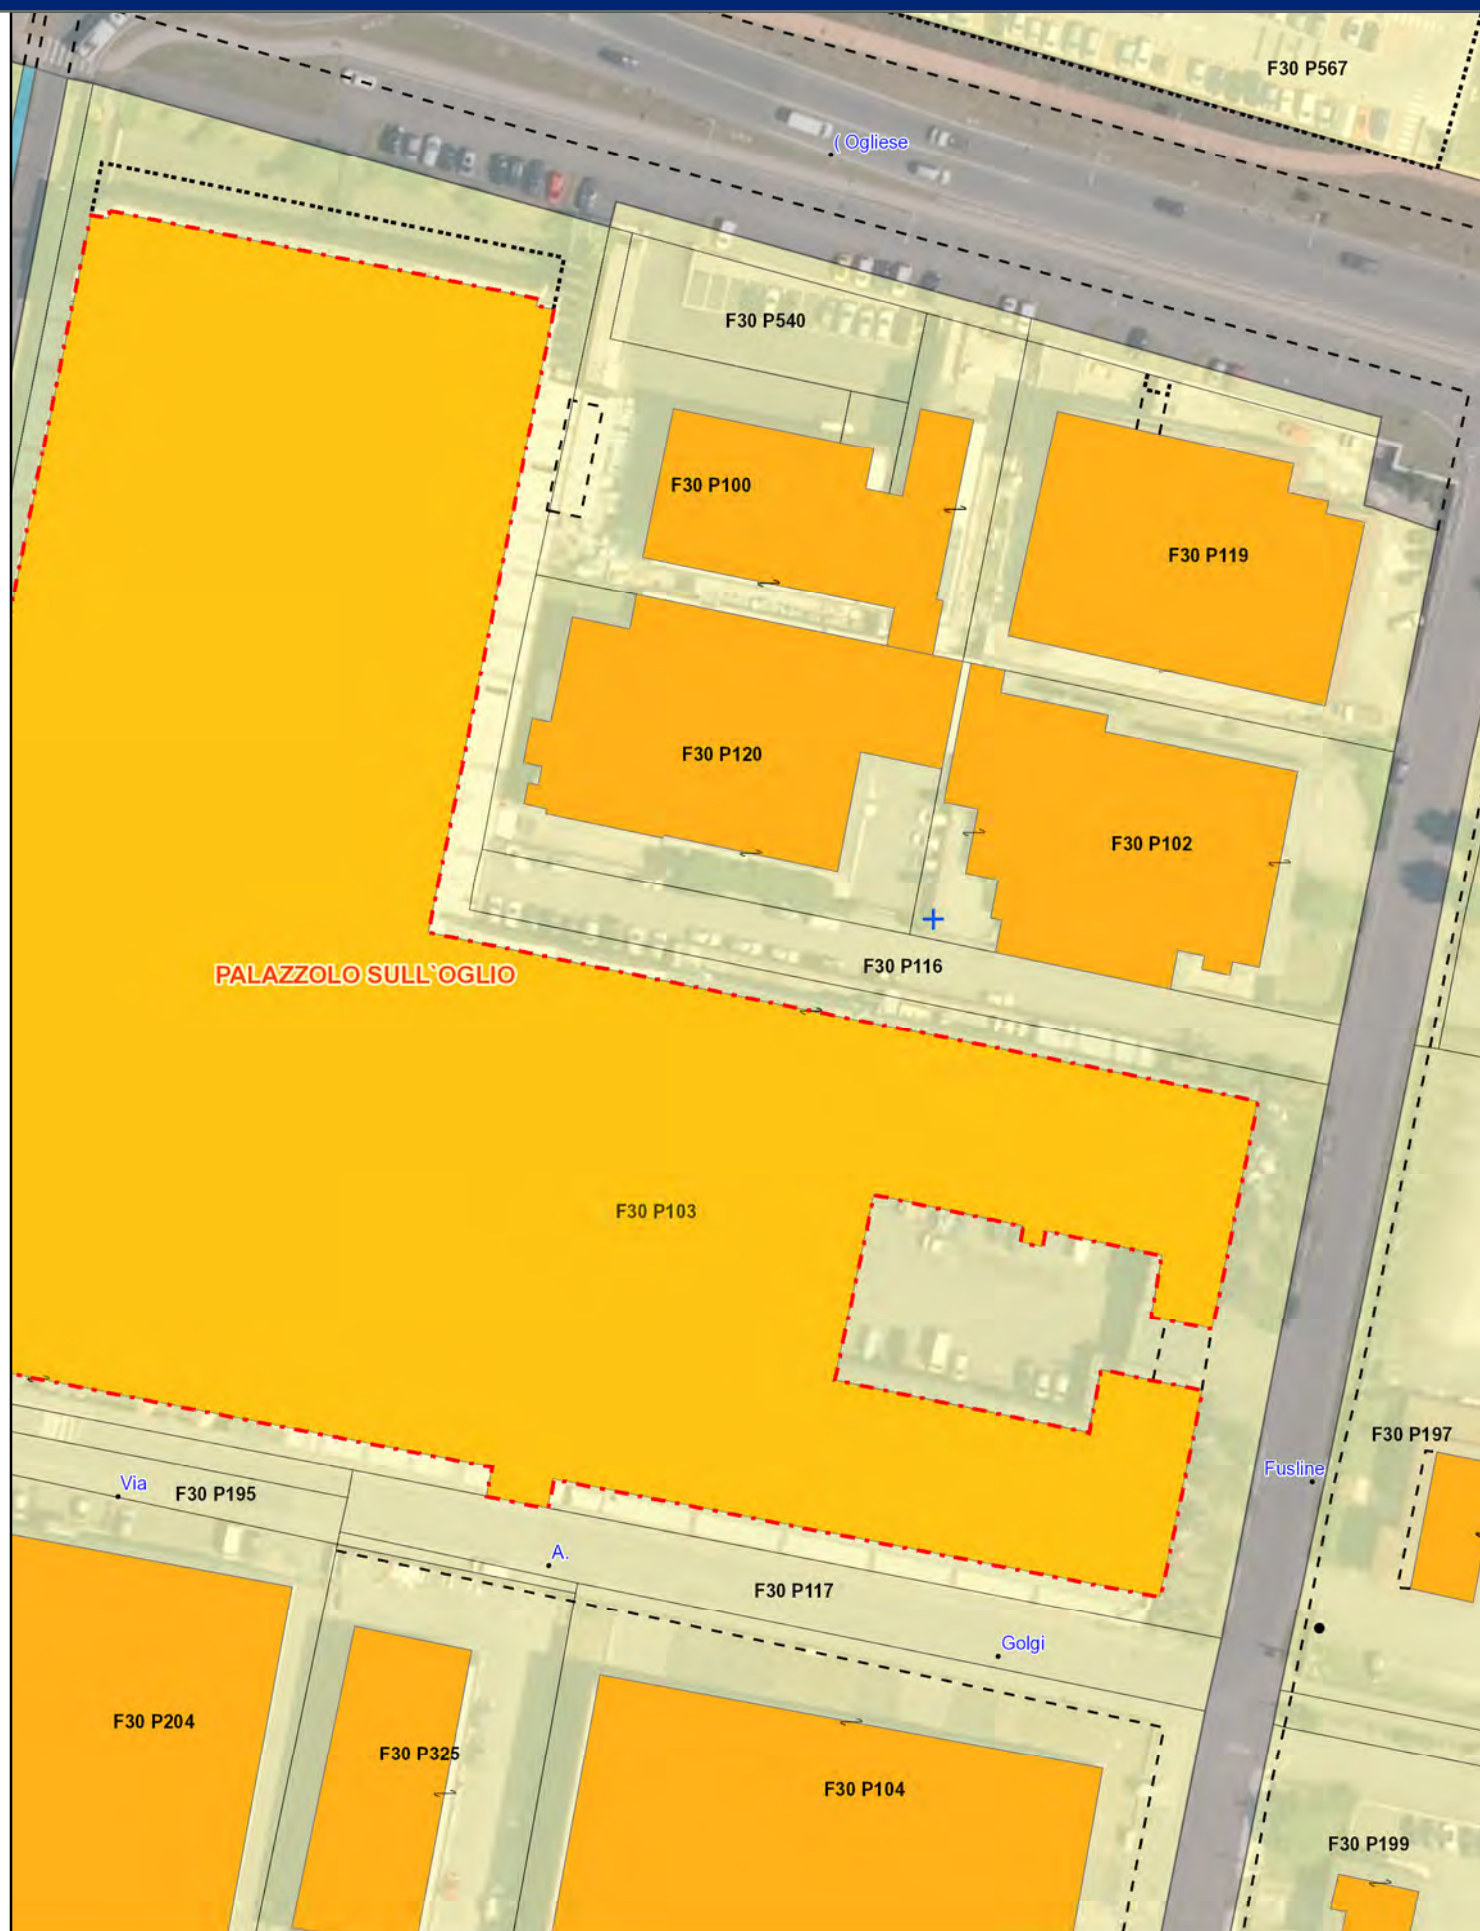 F30 P567
( Ogliese
F30 P540
F30 P100
F30 P119
F30 P120
F30 P102
F30 P116
PALAZZOLO SULL`OGLIO
F30 P103
F30 P197
Fusline
Via
F30 P195
A.
F30 P117
Golgi
F30 P204
F30 P325
F30 P104
F30 P199